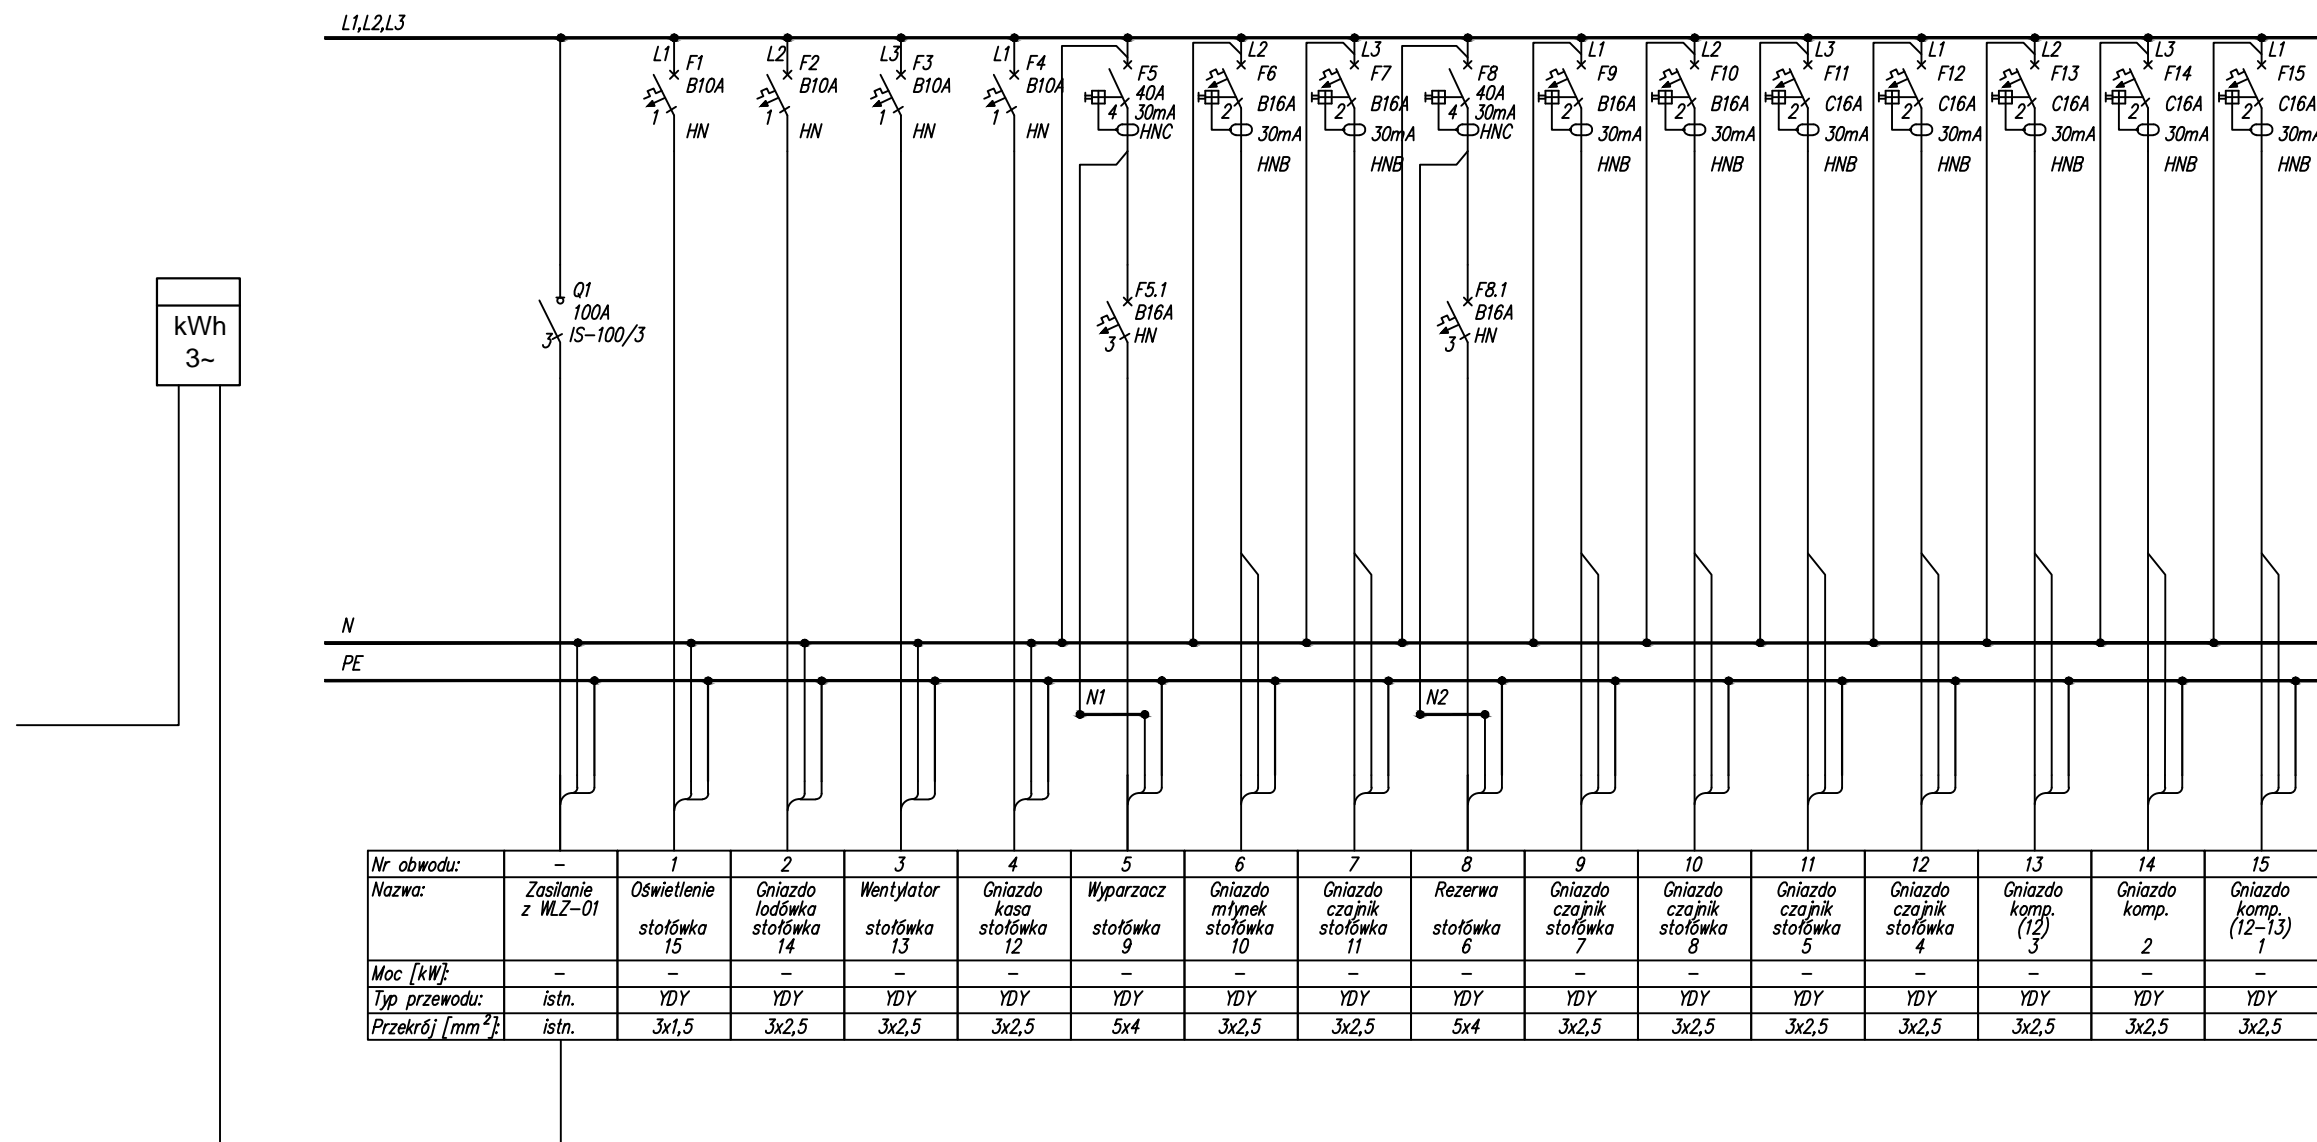 L1,L2,L3
L1 F1
B10A
1 HN
L2 F2
B10A
1 HN
L3 F3
B10A
1 HN
L1 F4
B10A
1 HN
F5
40A
4 30mA
HNC
L2
F6
B16A
2
30mA
HNB
L3
F7
B16A
2
30mA
HNB
F8
40A
4 30mA
HNC
L1
F9
B16A
2
30mA
HNB
L2
F10
B16A
2
30mA
HNB
L3
F11
C16A
2
30mA
HNB
L1
F12
C16A
2
30mA
HNB
L2
F13
C16A
2
30mA
HNB
L3
F14
C16A
2
30mA
HNB
L1
F15
C16A
2
30mA
HNB
kWh
3~
Q1
100A
3 IS-100/3
F5.1
B16A
3 HN
F8.1
B16A
3 HN
N
PE
N1
N2
Nr obwodu: - 1 2 3 4 5 6 7 8 9 10 11 12 13 14 15
Nazwa:
Zasilanie
z WLZ-01
Oświetlenie
stołówka
15
Gniazdo
lodówka
stołówka
14
Wentylator
stołówka
13
Gniazdo
kasa
stołówka
12
Wyparzacz
stołówka
9
Gniazdo
młynek
stołówka
10
Gniazdo
czajnik
stołówka
11
Rezerwa
stołówka
6
Gniazdo
czajnik
stołówka
7
Gniazdo
czajnik
stołówka
8
Gniazdo
czajnik
stołówka
5
Gniazdo
czajnik
stołówka
4
Gniazdo
komp.
(12)
3
Gniazdo
komp.
2
Gniazdo
komp.
(12-13)
1
Moc [kW]: - - - - - - - - - - - - - - - -
Typ przewodu: istn. YDY YDY YDY YDY YDY YDY YDY YDY YDY YDY YDY YDY YDY YDY YDY
Przekrój [mm²]: istn. 3x1,5 3x2,5 3x2,5 3x2,5 5x4 3x2,5 3x2,5 5x4 3x2,5 3x2,5 3x2,5 3x2,5 3x2,5 3x2,5 3x2,5